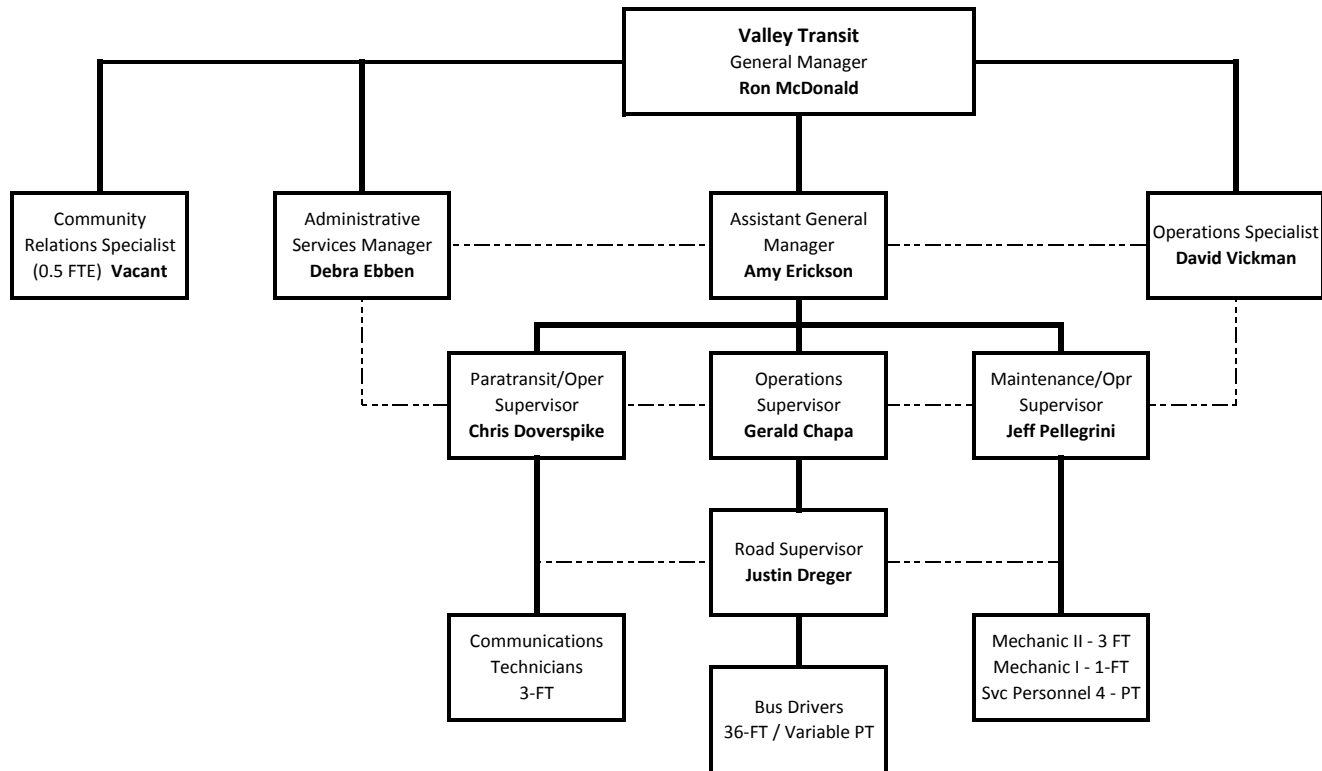 Valley Transit
General Manager
Ron McDonald
Community
Relations Specialist
(0.5 FTE)  Vacant
Administrative
Services Manager
Debra Ebben
Assistant General
Manager
Amy Erickson
Operations Specialist
David Vickman
Paratransit/Oper
Supervisor
Chris Doverspike
Operations
Supervisor
Gerald Chapa
Maintenance/Opr
Supervisor
Jeff Pellegrini
Road Supervisor
Justin Dreger
Communications
Technicians
3-FT
Bus Drivers
36-FT / Variable PT
Mechanic II - 3 FT
Mechanic I - 1-FT
Svc Personnel 4 - PT